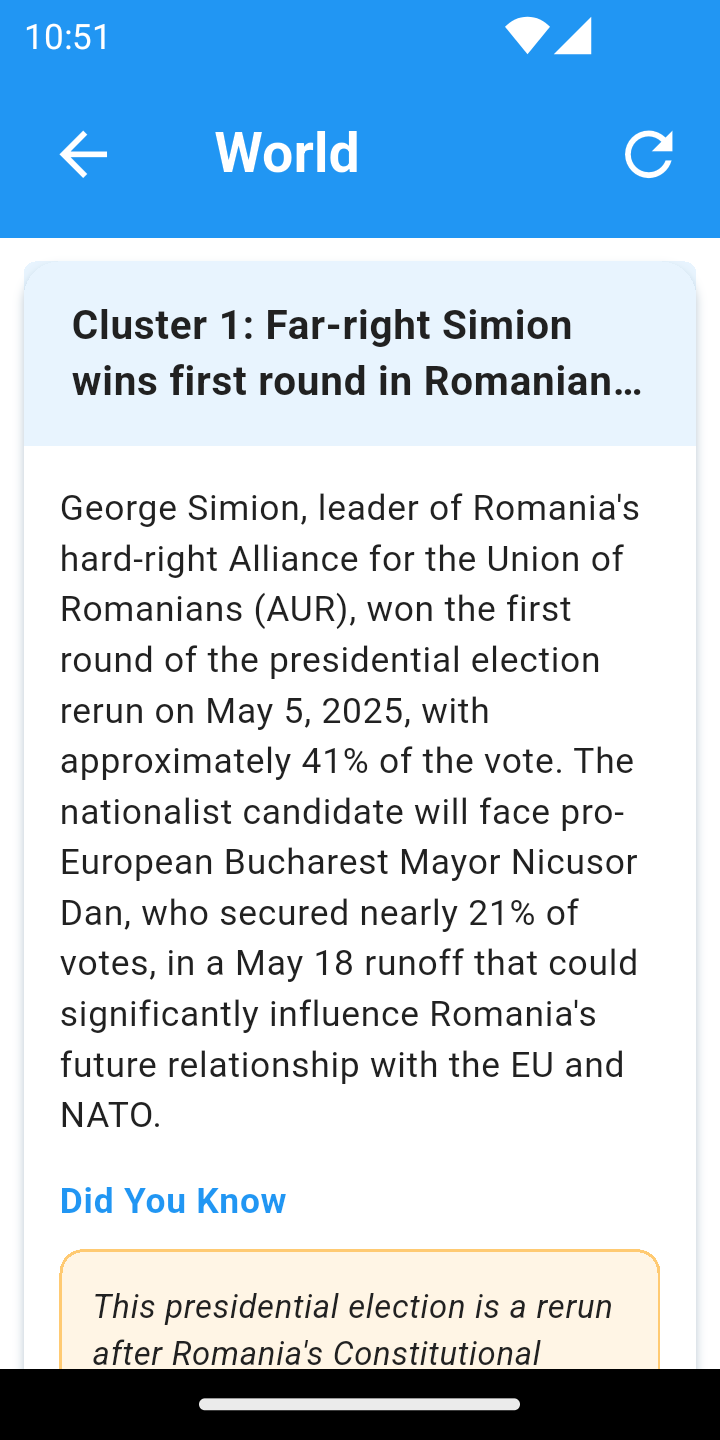 10:51
World
Cluster 1: Far-right Simion
wins first round in Romanian…
George Simion, leader of Romania's
hard-right Alliance for the Union of
Romanians (AUR), won the first
round of the presidential election
rerun on May 5, 2025, with
approximately 41% of the vote. The
nationalist candidate will face pro-
European Bucharest Mayor Nicusor
Dan, who secured nearly 21% of
votes, in a May 18 runoff that could
significantly influence Romania's
future relationship with the EU and
NATO.
Did You Know
This presidential election is a rerun
after Romania's Constitutional